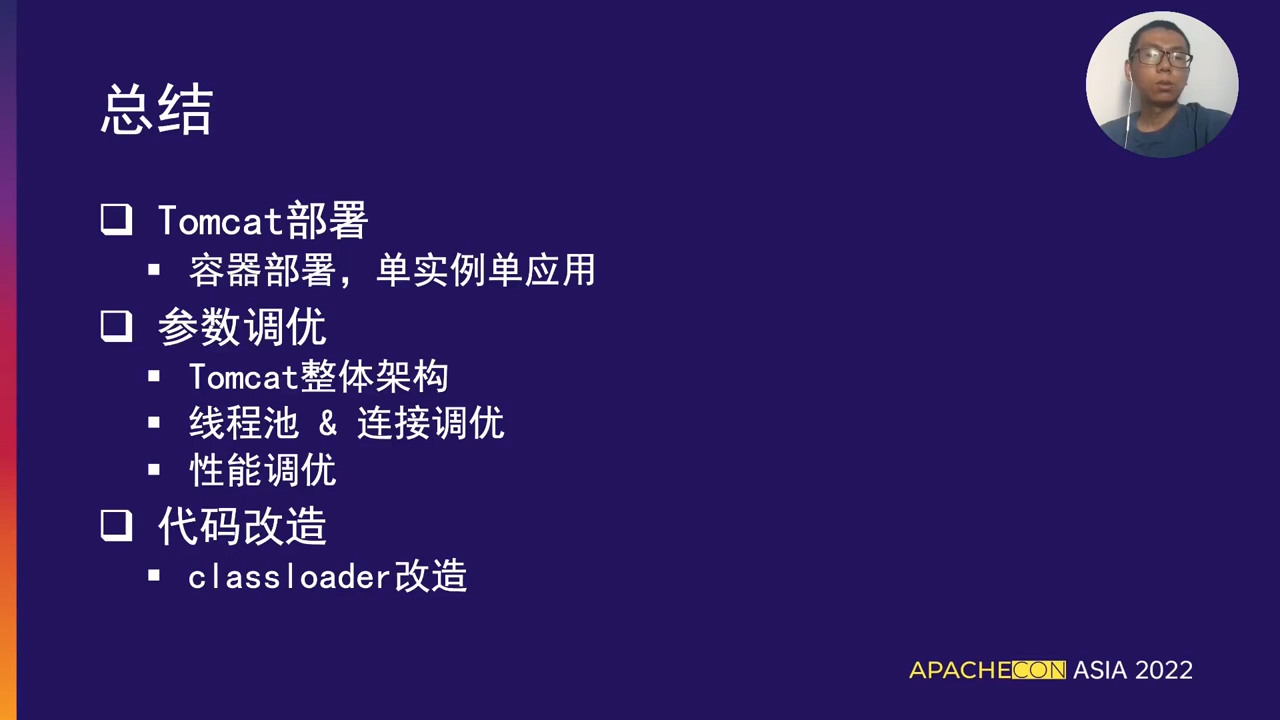 总结
Tomcat部署
容器部署，单实例单应用
参数调优
Tomcat整体架构
线程池 & 连接调优
性能调优
代码改造
classloader改造
APACHECON ASIA 2022